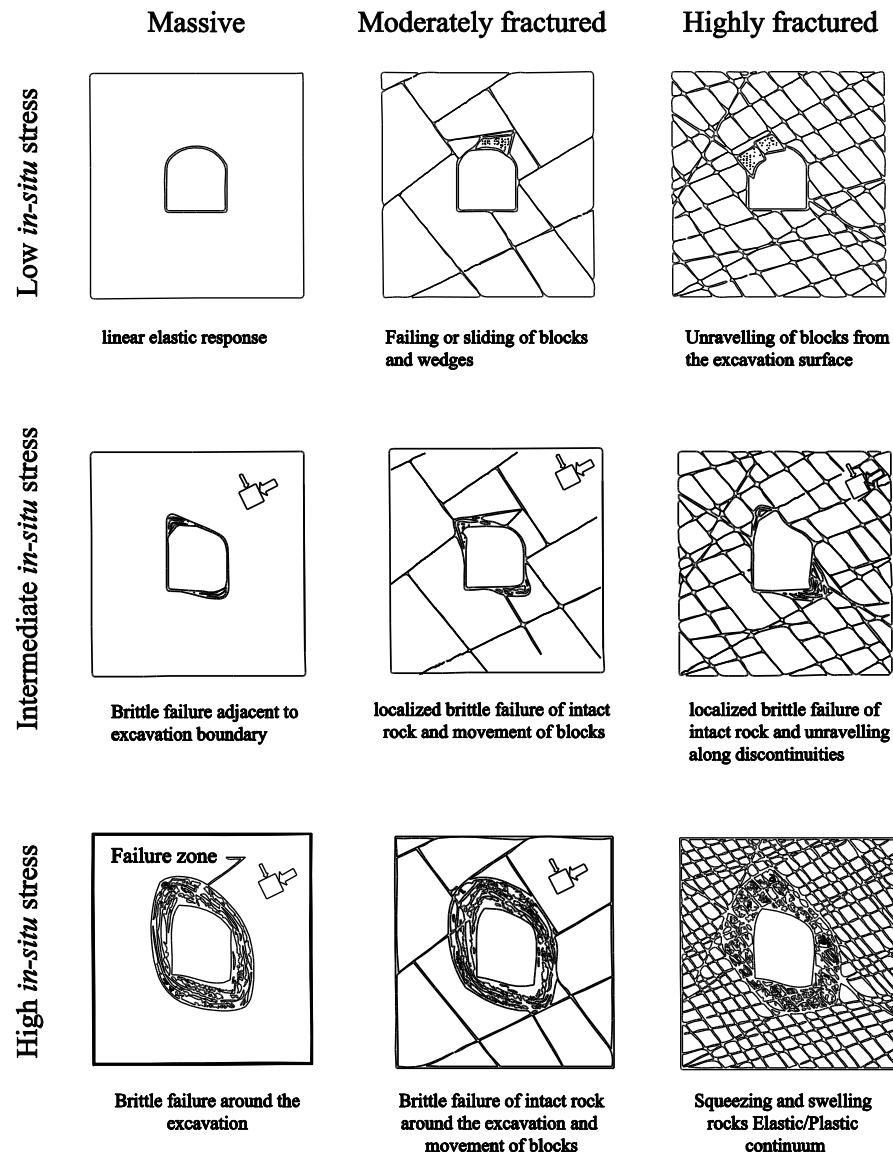 Massive
Moderately fractured
Highly fractured
Low in-situ stress
linear elastic response
Failing or sliding of blocks
and wedges
Unravelling of blocks from
the excavation surface
Intermediate in-situ stress
Brittle failure adjacent to
excavation boundary
localized brittle failure of intact
rock and movement of blocks
localized brittle failure of
intact rock and unravelling
along discontinuities
High in-situ stress
Failure zone
Brittle failure around the
excavation
Brittle failure of intact rock
around the excavation and
movement of blocks
Squeezing and swelling
rocks Elastic/Plastic
continuum